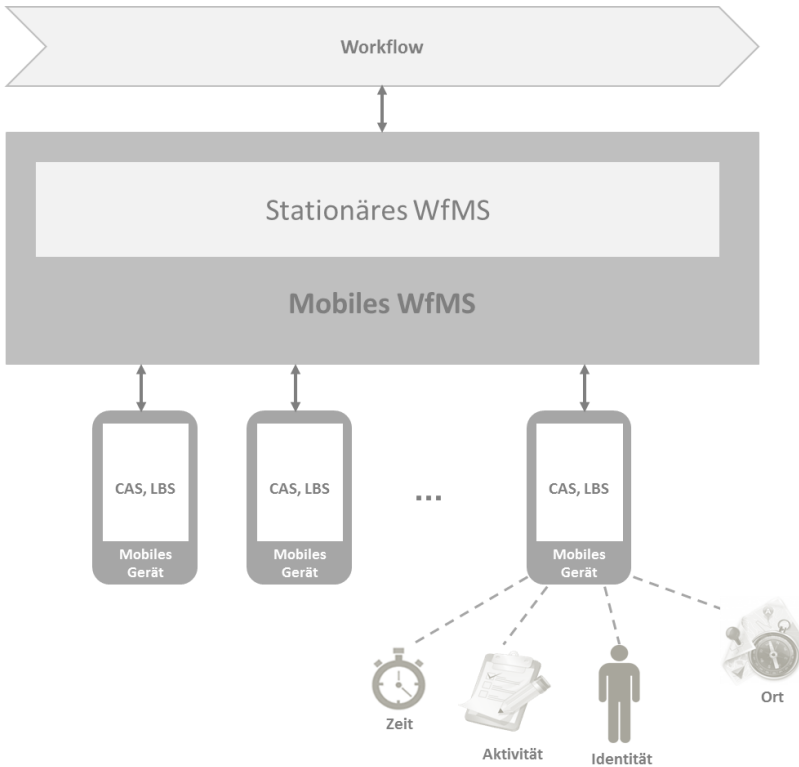 Workflow
Stationäres WfMS
Mobiles WfMS
CAS, LBS
CAS, LBS
...
CAS, LBS
Mobiles
Gerät
Mobiles
Gerät
Mobiles
Gerät
Zeit
Aktivität
Identität
Ort